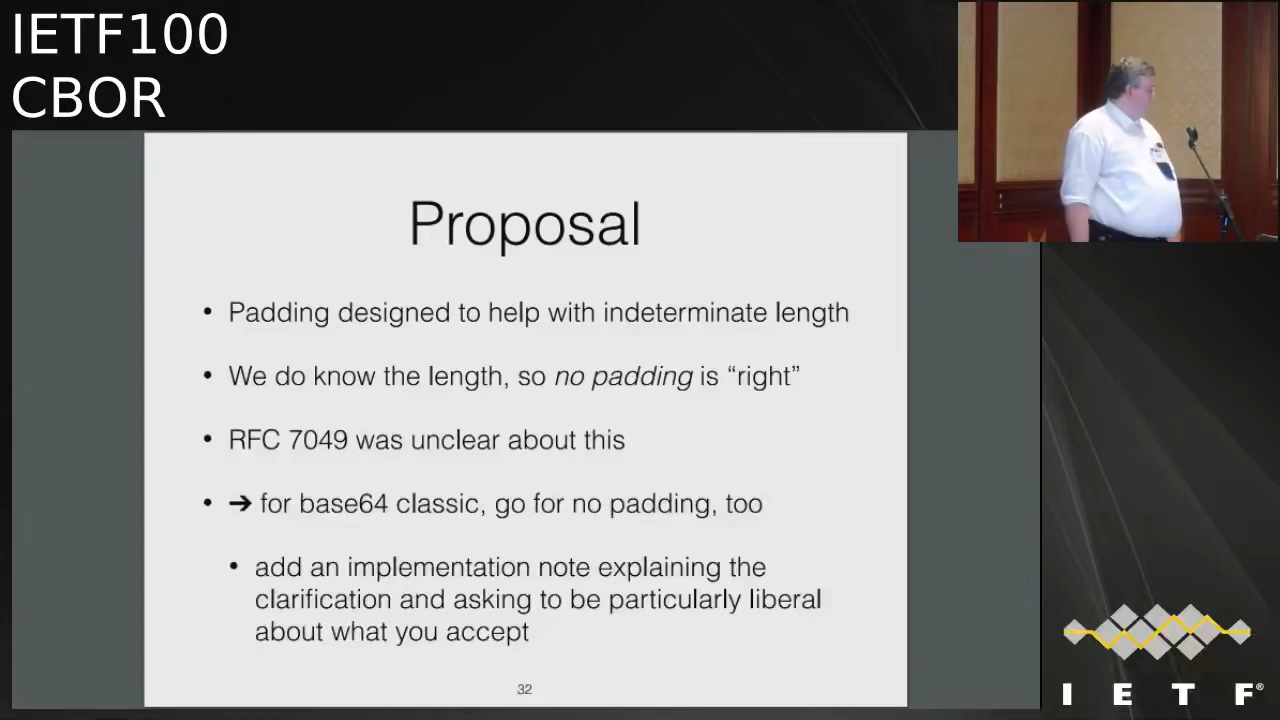 IETF100
CBOR
Proposal
• Padding designed to help with indeterminate length
• We do know the length, so no padding is “right”
• RFC 7049 was unclear about this
• ➔ for base64 classic, go for no padding, too
• add an implementation note explaining the
clarification and asking to be particularly liberal
about what you accept
32
I E T F®